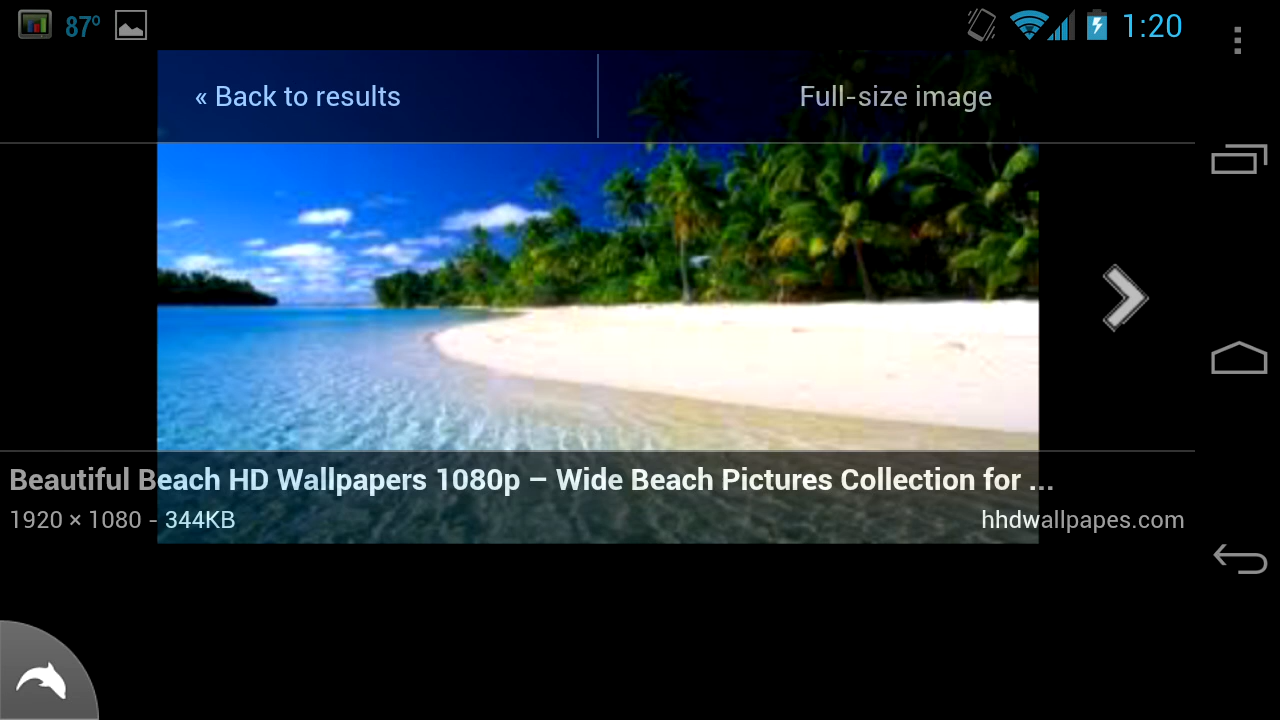 87º
1:20
« Back to results
Full-size image
Beautiful Beach HD Wallpapers 1080p – Wide Beach Pictures Collection for ...
1920 × 1080 - 344KB
hhdwallpapes.com